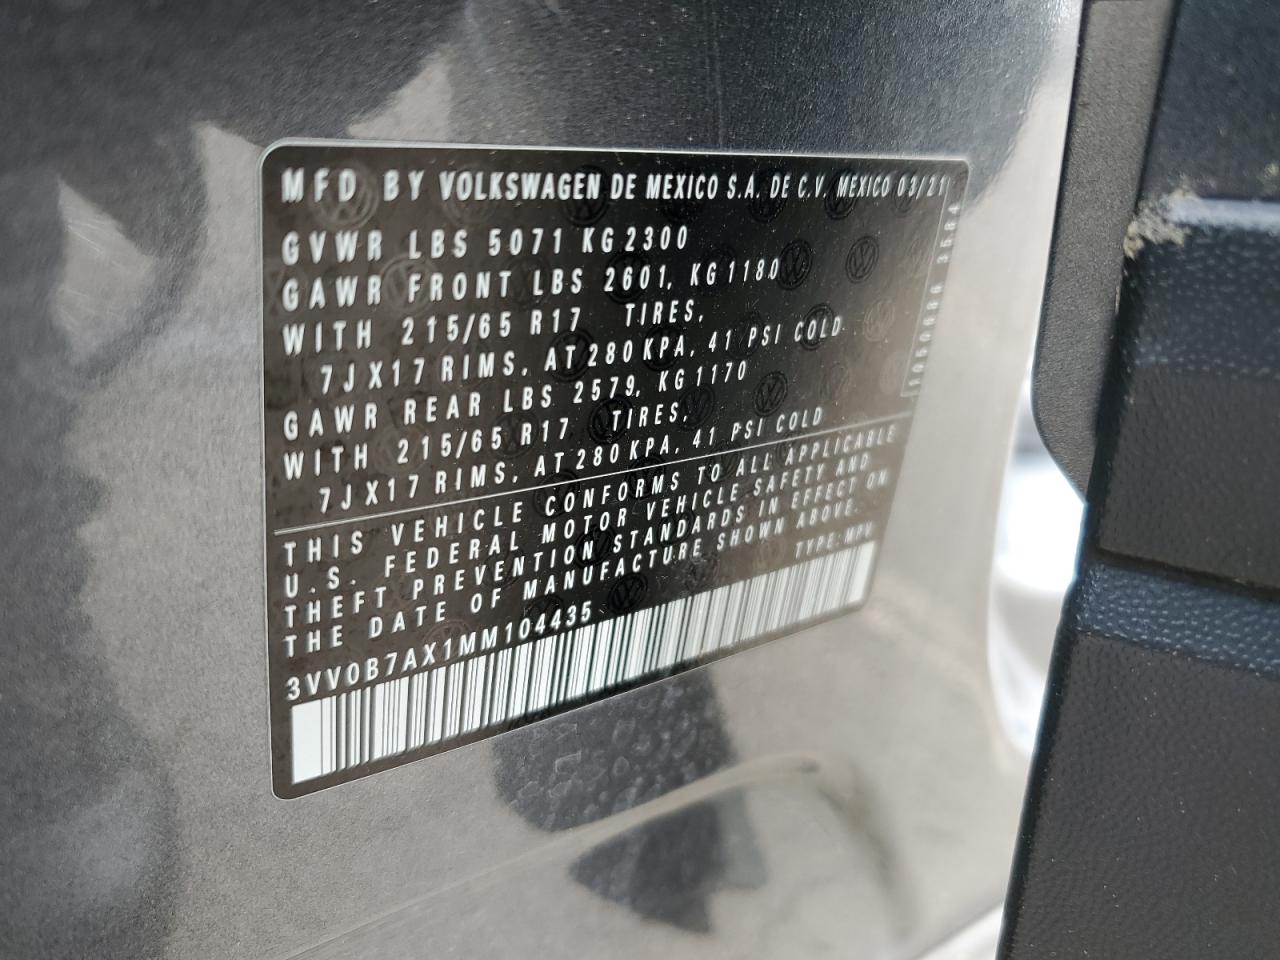 MFD BY VOLKSWAGEN DE MEXICO S.A. DE C.V. MEXICO 03/21
GVWR LBS 5071 KG 2300
GAWR FRONT LBS 2601, KG 1180
WITH 215/65 R17 TIRES,
7JX17 RIMS, AT 280 KPA, 41 PSI COLD
GAWR REAR LBS 2579, KG 1170
WITH 215/65 R17 TIRES,
7JX17 RIMS, AT 280 KPA, 41 PSI COLD
THIS VEHICLE CONFORMS TO ALL APPLICABLE
U.S. FEDERAL MOTOR VEHICLE SAFETY AND
THEFT PREVENTION STANDARDS IN EFFECT ON
THE DATE OF MANUFACTURE SHOWN ABOVE.
3VV0B7AX1MM104435
TYPE: MPV